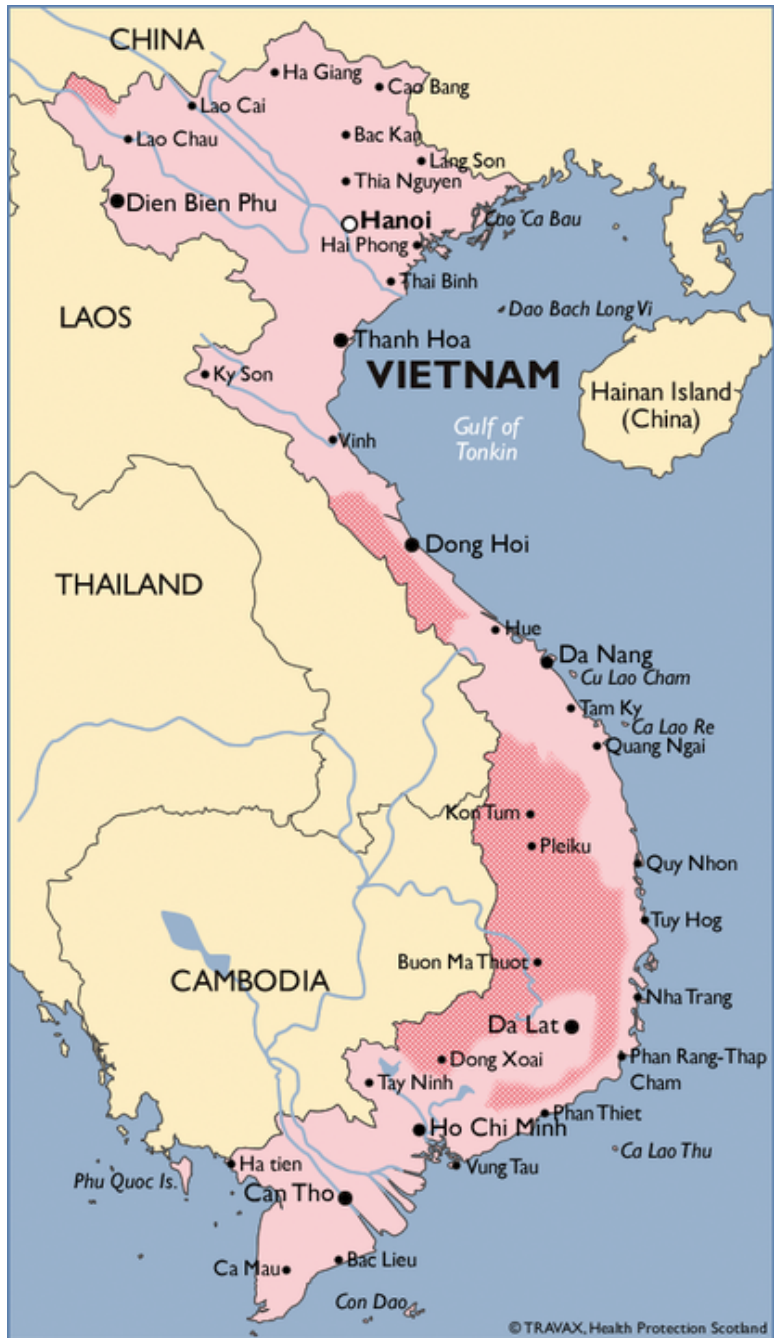 CHINA
Ha Giang
Cao Bang
Lao Cai
Bac Kan
Lao Chau
Lang Son
Thia Nguyen
Dien Bien Phu
Hanoi
Cao Ca Bau
Hai Phong
Thai Binh
Dao Bach Long Vi
LAOS
Thanh Hoa
VIETNAM
Ky Son
Hainan Island
(China)
Gulf of
Tonkin
Vinh
Dong Hoi
THAILAND
Hue
Da Nang
Cu Lao Cham
Tam Ky
Ca Lao Re
Quang Ngai
Kon Tum
Pleiku
Quy Nhon
Tuy Hog
Buon Ma Thuot
CAMBODIA
Nha Trang
Da Lat
Dong Xoai
Phan Rang-Thap
Cham
Tay Ninh
Phan Thiet
Ho Chi Minh
Ca Lao Thu
Ha tien
Vung Tau
Phu Quoc Is.
Can Tho
Bac Lieu
Ca Mau
Con Dao
© TRAVAX, Health Protection Scotland